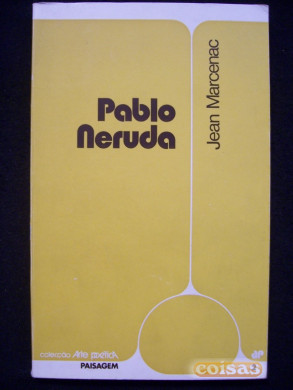 Pablo
Neruda
Jean Marcenac
colecção Arte poética
PAISAGEM
coisas